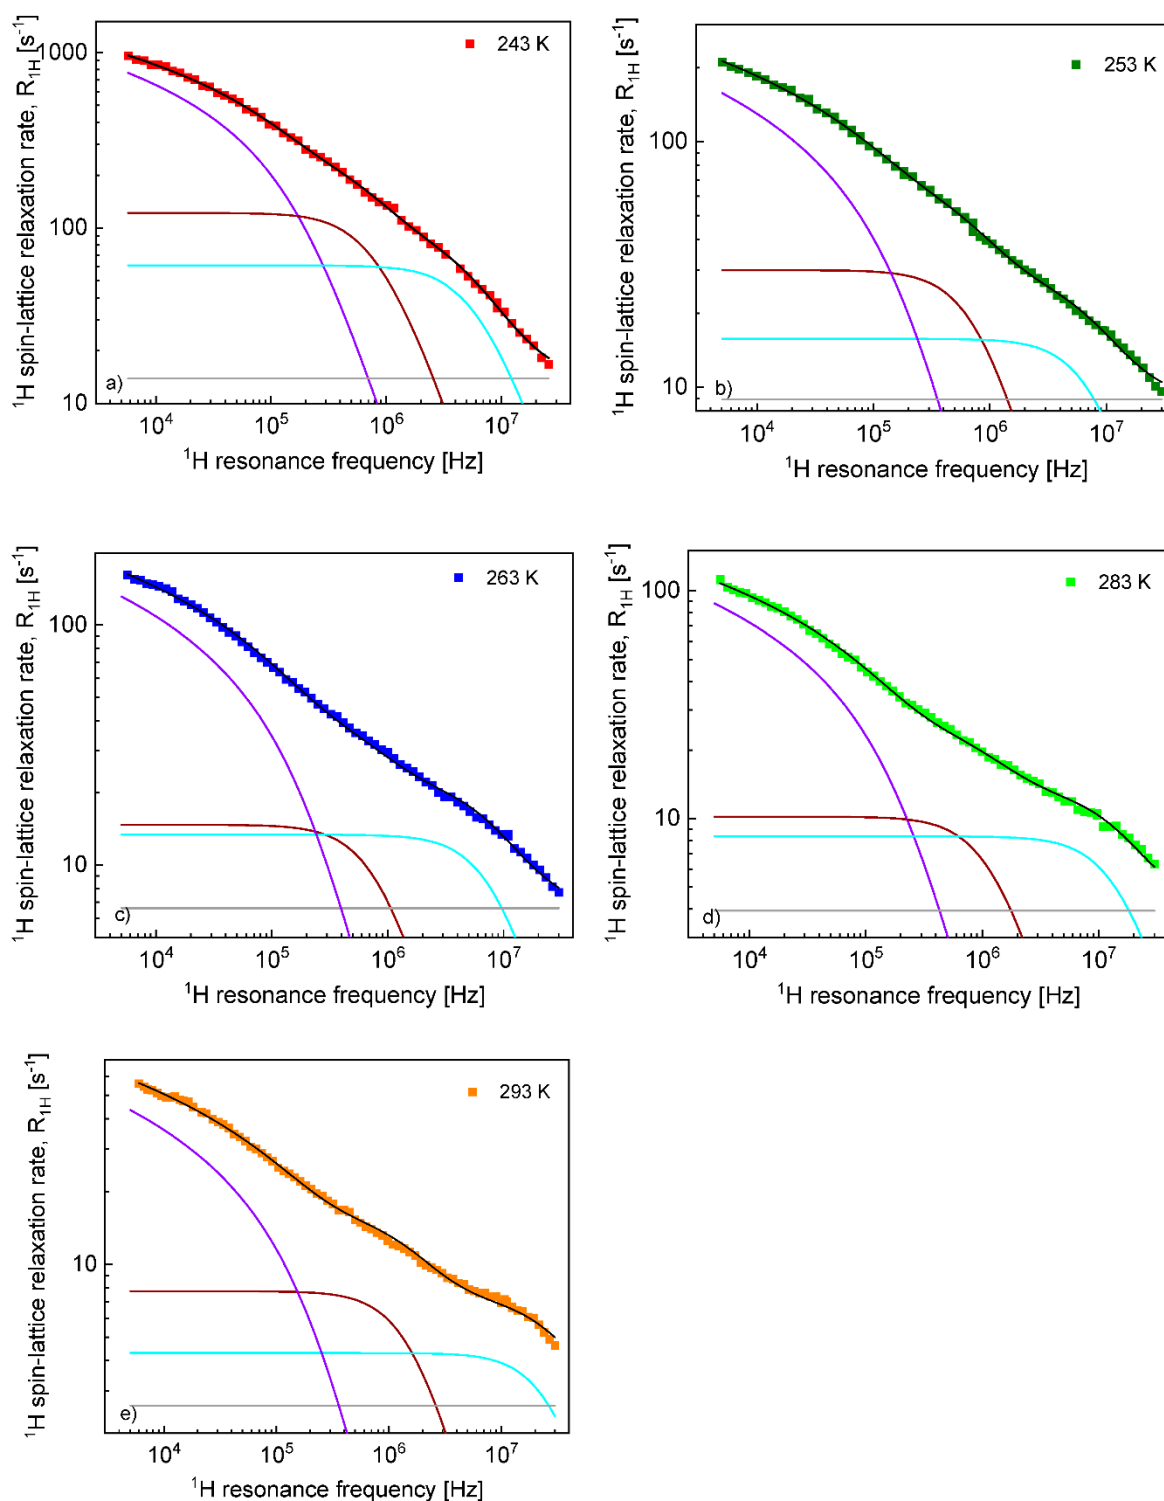 1000
100
10
¹H spin-lattice relaxation rate, R₁H [s⁻¹]
243 K
a)
10⁴ 10⁵ 10⁶ 10⁷
¹H resonance frequency [Hz]
100
10
¹H spin-lattice relaxation rate, R₁H [s⁻¹]
253 K
b)
10⁴ 10⁵ 10⁶ 10⁷
¹H resonance frequency [Hz]
100
10
¹H spin-lattice relaxation rate, R₁H [s⁻¹]
263 K
c)
10⁴ 10⁵ 10⁶ 10⁷
¹H resonance frequency [Hz]
100
10
¹H spin-lattice relaxation rate, R₁H [s⁻¹]
283 K
d)
10⁴ 10⁵ 10⁶ 10⁷
¹H resonance frequency [Hz]
10
¹H spin-lattice relaxation rate, R₁H [s⁻¹]
293 K
e)
10⁴ 10⁵ 10⁶ 10⁷
¹H resonance frequency [Hz]